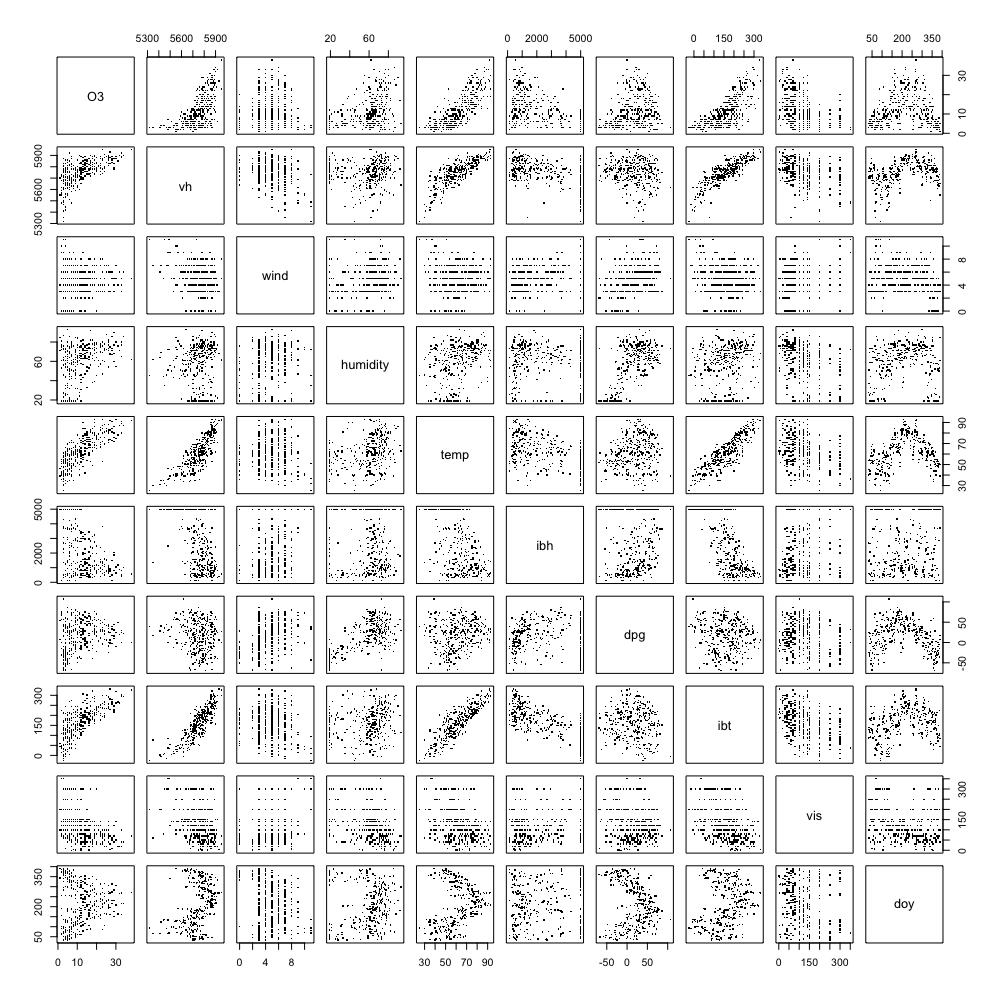 5300 5600 5900 20 60 0 2000 5000 0 150 300 50 200 350
O3 0 10 30
5300 5600 5900 vh
wind 0 4 8
20 60 humidity
temp 30 50 70 90
0 2000 5000 ibh
dpg -50 0 50
0 150 300 ibt
vis 0 150 300
50 200 350 doy
0 10 30 0 4 8 30 50 70 90 -50 0 50 0 150 300